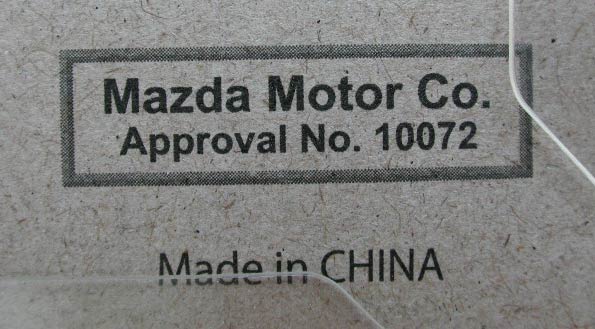 Mazda Motor Co.
Approval No. 10072
Made in CHINA